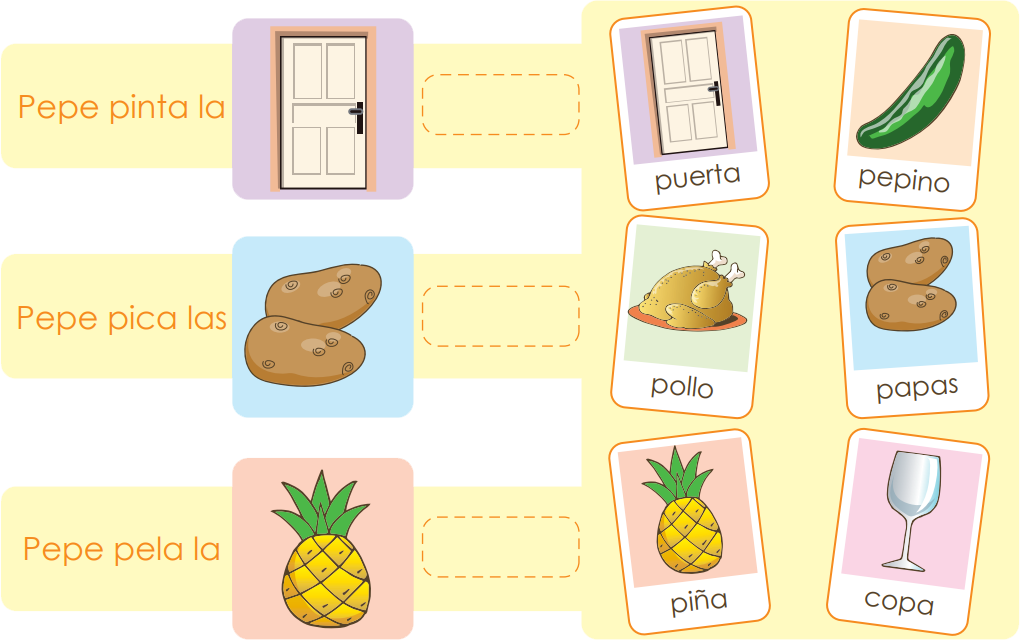 Pepe pinta la
Pepe pica las
Pepe pela la
puerta
pepino
pollo
papas
piña
copa